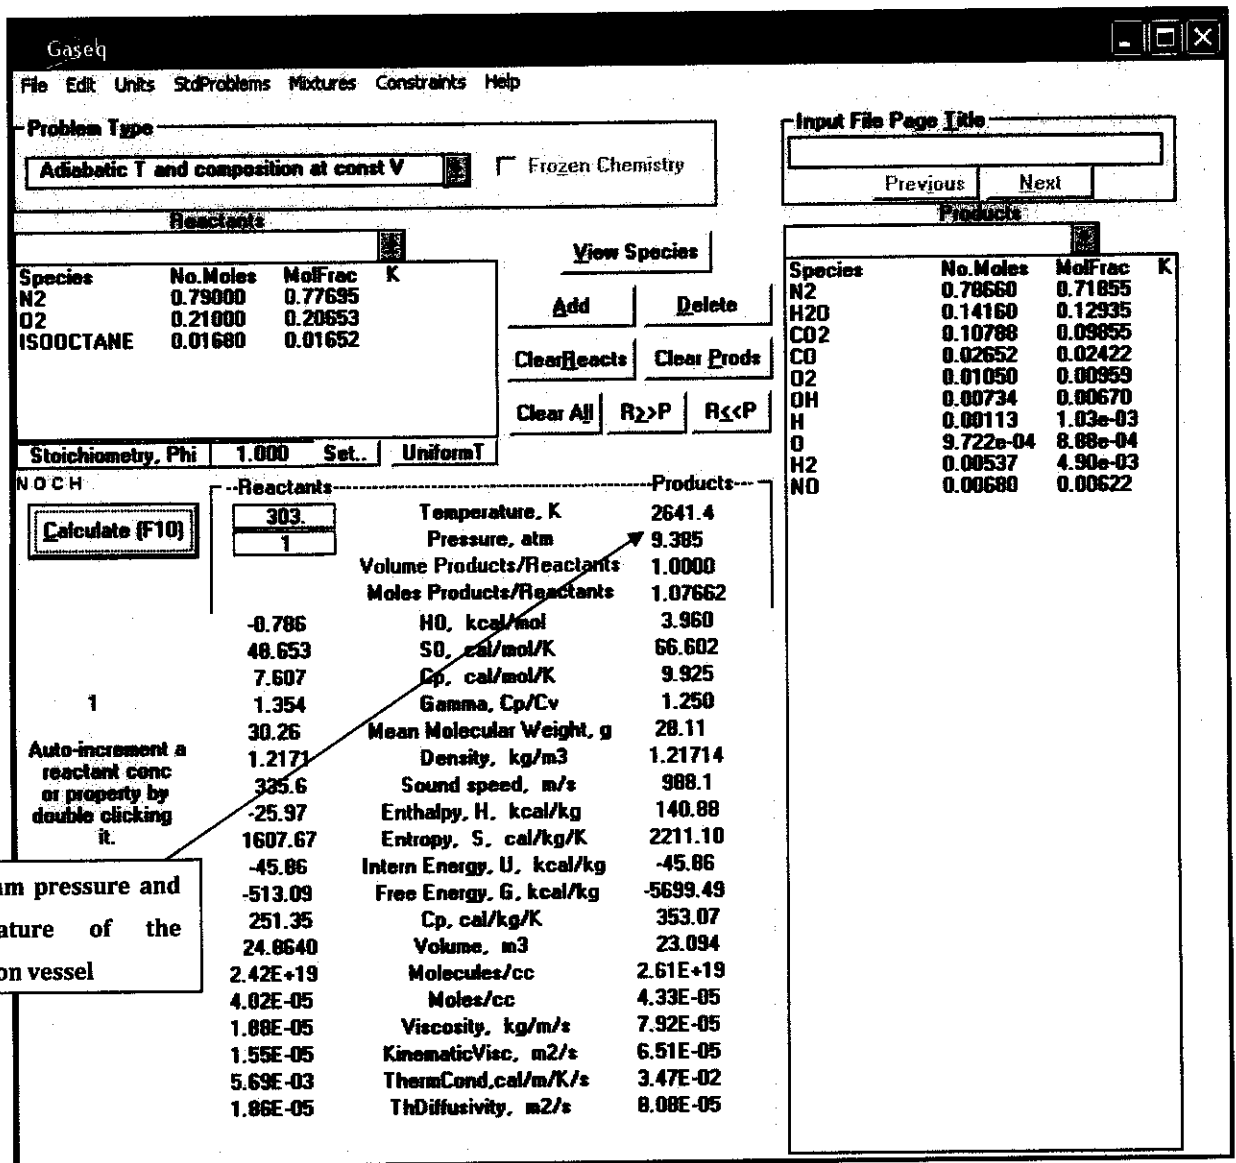 Gaseq
File Edit Units StdProblems Mixtures Constraints Help
Problem Type
Adiabatic T and composition at const V
Frozen Chemistry
Input File Page Title
Previous Next
Reactants
Species No.Moles MolFrac K
N2 0.79000 0.77695
O2 0.21000 0.20653
ISOOCTANE 0.01680 0.01652
View Species
Add Delete
ClearReacts Clear Prods
Clear All R>>P R<<P
Stoichiometry, Phi 1.000 Set.. UniformT
Products
Species No.Moles MolFrac K
N2 0.78660 0.71855
H2O 0.14160 0.12935
CO2 0.10788 0.09855
CO 0.02652 0.02422
O2 0.01050 0.00959
OH 0.00734 0.00670
H 0.00113 1.03e-03
O 9.722e-04 8.88e-04
H2 0.00537 4.90e-03
NO 0.00680 0.00622
N O C H
Calculate (F10)
--Reactants-- --Products--
303. Temperature, K 2641.4
1 Pressure, atm 9.385
Volume Products/Reactants 1.0000
Moles Products/Reactants 1.07662
-0.786 H0, kcal/mol 3.960
48.653 S0, cal/mol/K 66.602
7.607 Cp, cal/mol/K 9.925
1 1.354 Gamma, Cp/Cv 1.250
30.26 Mean Molecular Weight, g 28.11
1.2171 Density, kg/m3 1.21714
335.6 Sound speed, m/s 988.1
-25.97 Enthalpy, H, kcal/kg 140.88
1607.67 Entropy, S, cal/kg/K 2211.10
-45.86 Intern Energy, U, kcal/kg -45.86
-513.09 Free Energy, G, kcal/kg -5699.49
251.35 Cp, cal/kg/K 353.07
24.8640 Volume, m3 23.094
2.42E+19 Molecules/cc 2.61E+19
4.02E-05 Moles/cc 4.33E-05
1.88E-05 Viscosity, kg/m/s 7.92E-05
1.55E-05 KinematicVisc, m2/s 6.51E-05
5.69E-03 ThermCond,cal/m/K/s 3.47E-02
1.86E-05 ThDiffusivity, m2/s 8.08E-05
Auto-increment a
reactant conc
or property by
double clicking
it.
am pressure and
ature of the
on vessel